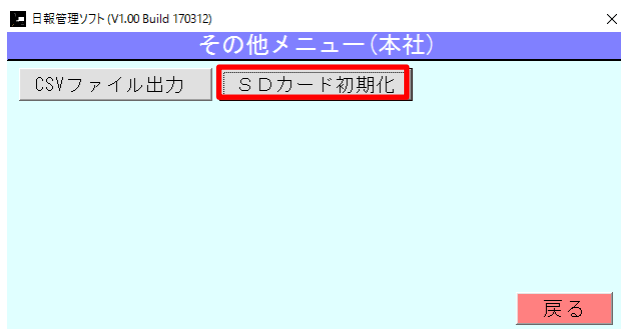 日報管理ソフト (V1.00 Build 170312)
その他メニュー(本社)
CSVファイル出力 ＳＤカード初期化
戻る